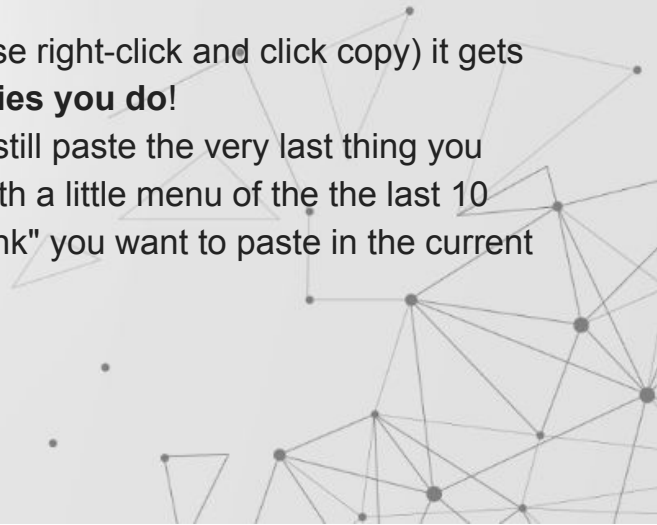 se right-click and click copy) it gets
ies you do!
still paste the very last thing you
th a little menu of the the last 10
nk" you want to paste in the current